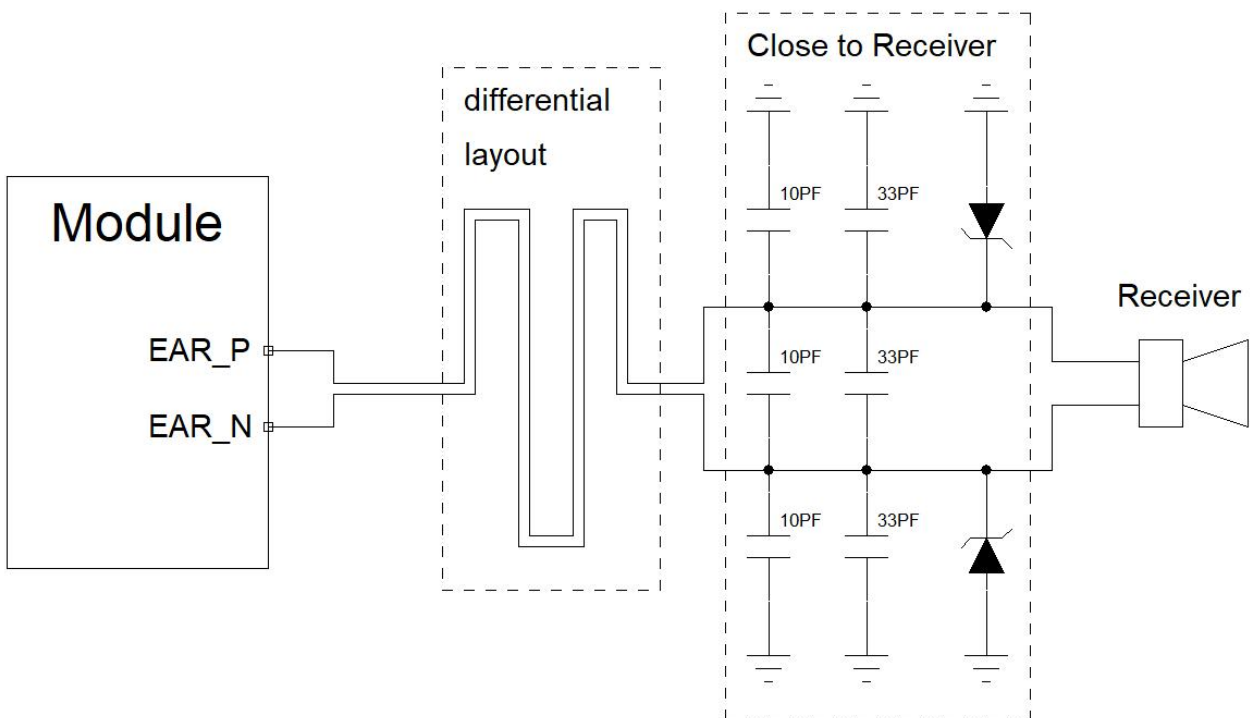 Close to Receiver
differential
layout
Module
10PF
33PF
Receiver
EAR_P
10PF
33PF
EAR_N
10PF
33PF